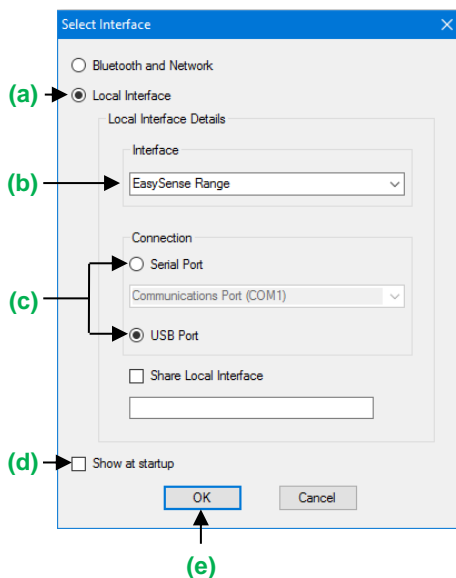 Select Interface
Bluetooth and Network
(a)
Local Interface
Local Interface Details
Interface
(b)
EasySense Range
Connection
Serial Port
(c)
Communications Port (COM1)
USB Port
Share Local Interface
(d)
Show at startup
OK Cancel
(e)